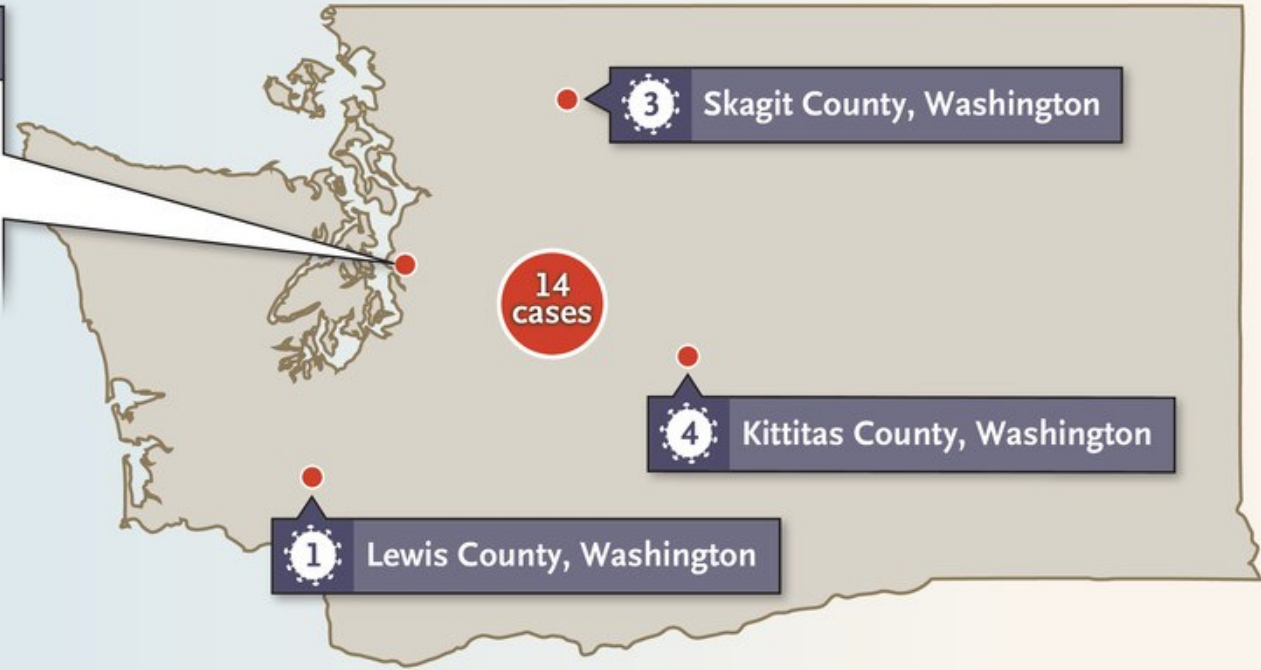 3 Skagit County, Washington
14
cases
4 Kittitas County, Washington
1 Lewis County, Washington